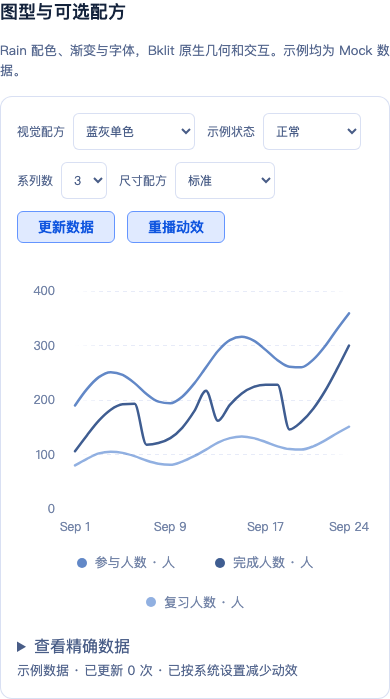 图型与可选配方
Rain 配色、渐变与字体，Bklit 原生几何和交互。示例均为 Mock 数
据。
视觉配方 蓝灰单色 示例状态 正常
系列数 3 尺寸配方 标准
更新数据 重播动效
400
300
200
100
0
Sep 1 Sep 9 Sep 17 Sep 24
参与人数 · 人 完成人数 · 人
复习人数 · 人
查看精确数据
示例数据 · 已更新 0 次 · 已按系统设置减少动效